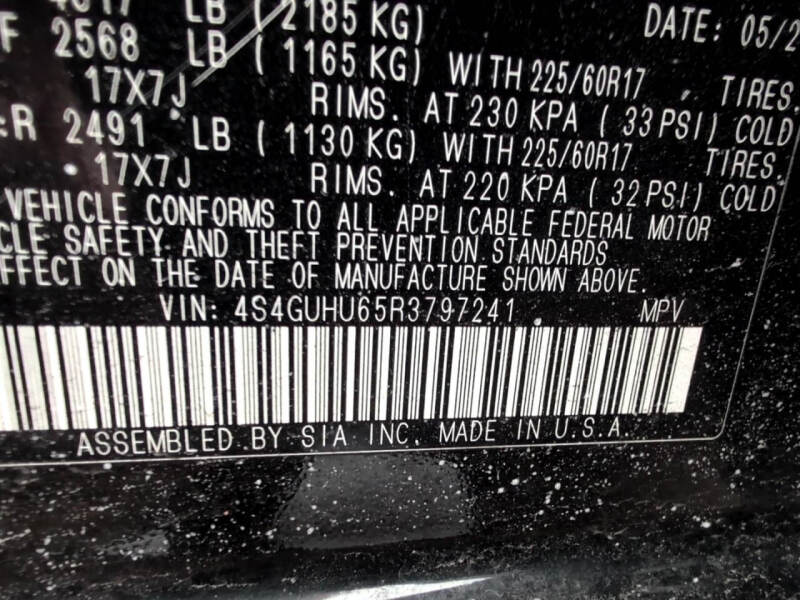 LB (2185 KG) DATE: 05/2
F 2568 LB ( 1165 KG) WITH 225/60R17 TIRES.
17X7J RIMS. AT 230 KPA ( 33 PSI) COLD
R 2491 LB ( 1130 KG) WITH 225/60R17 TIRES.
17X7J RIMS. AT 220 KPA ( 32 PSI) COLD
VEHICLE CONFORMS TO ALL APPLICABLE FEDERAL MOTOR
CLE SAFETY AND THEFT PREVENTION STANDARDS
EFFECT ON THE DATE OF MANUFACTURE SHOWN ABOVE.
VIN: 4S4GUHU65R3797241 MPV
ASSEMBLED BY SIA INC. MADE IN U.S.A.